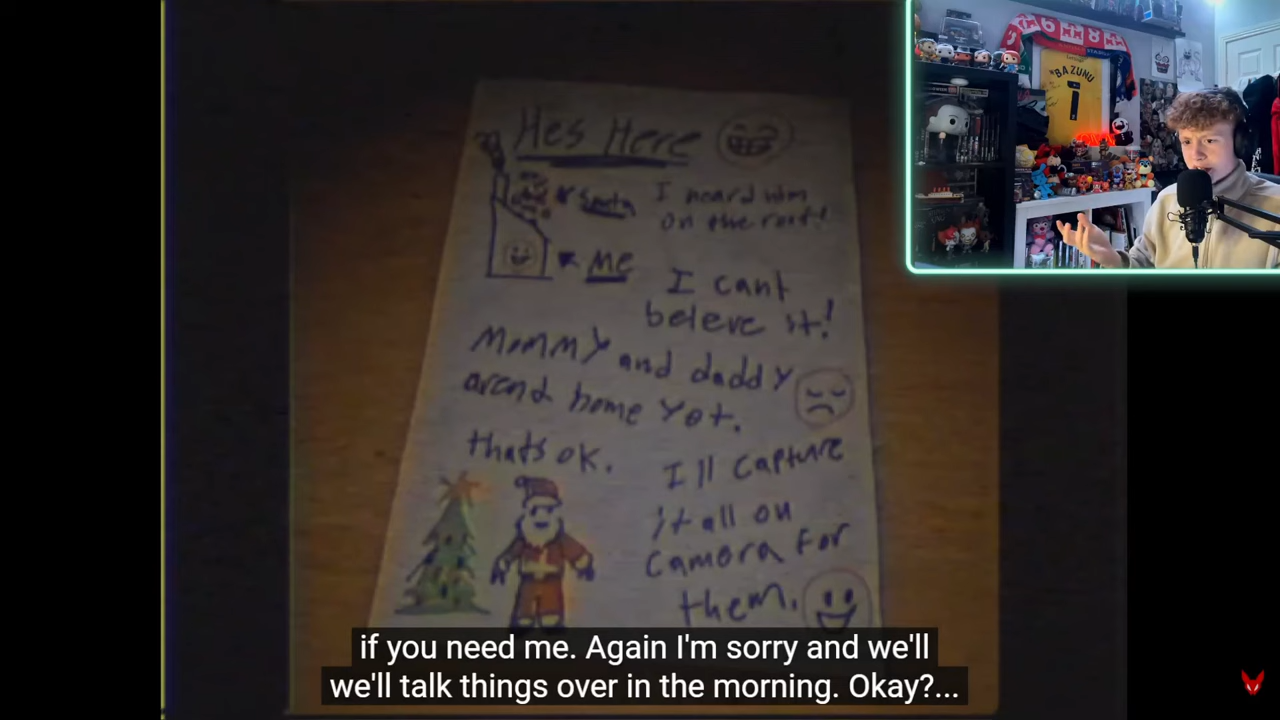 BAZUNU
1
Hes Here
Santa
I heard him
on the roof!
Me
I cant
beleve it!
Mommy and daddy
arend home yet.
thats ok.
I ll capture
it all on
camera for
them.
if you need me. Again I'm sorry and we'll
we'll talk things over in the morning. Okay?...